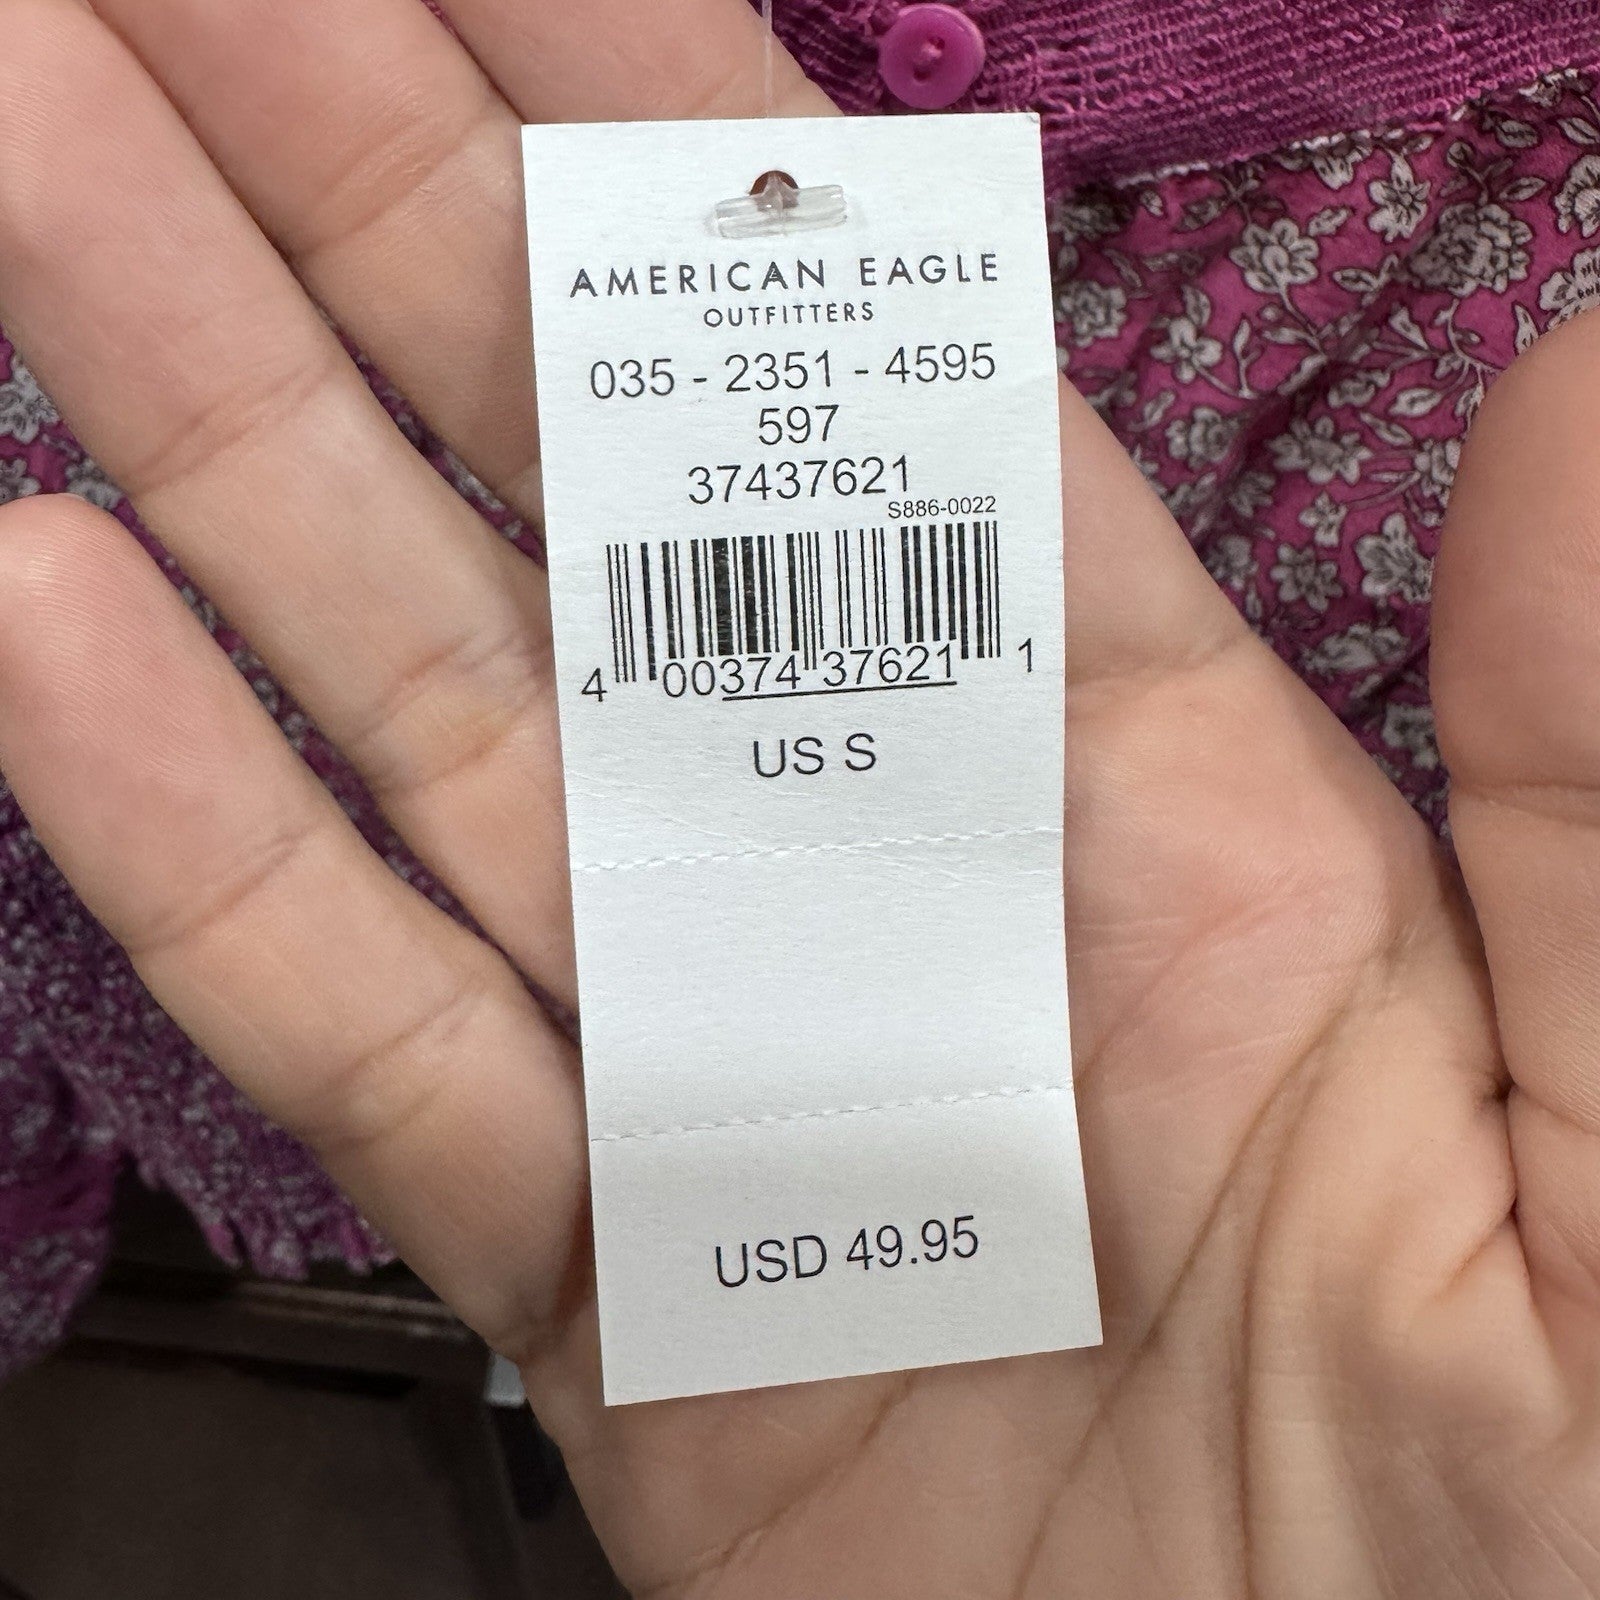 AMERICAN EAGLE
OUTFITTERS
035 - 2351 - 4595
597
37437621
S886-0022
4 00374 37621 1
US S
USD 49.95